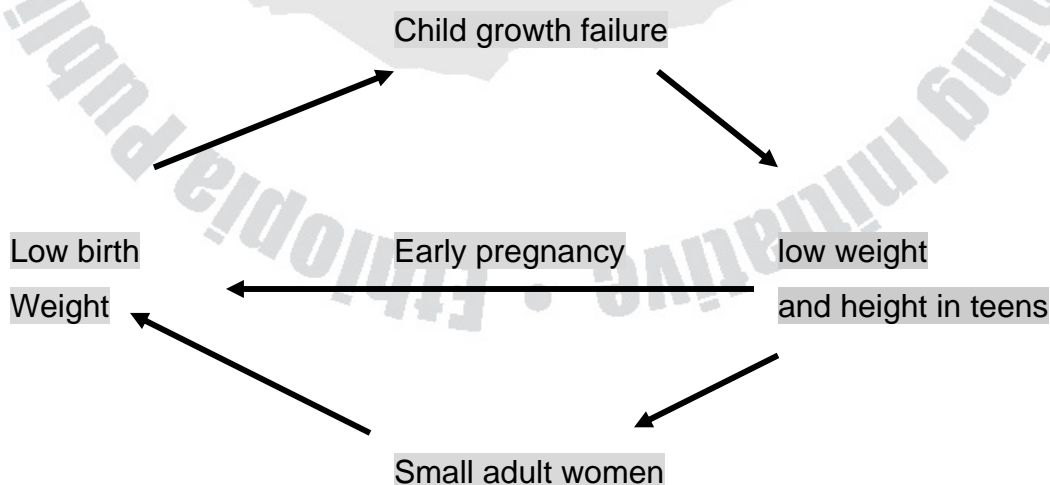 Child growth failure
Low birth
Weight
Early pregnancy
low weight
and height in teens
Small adult women